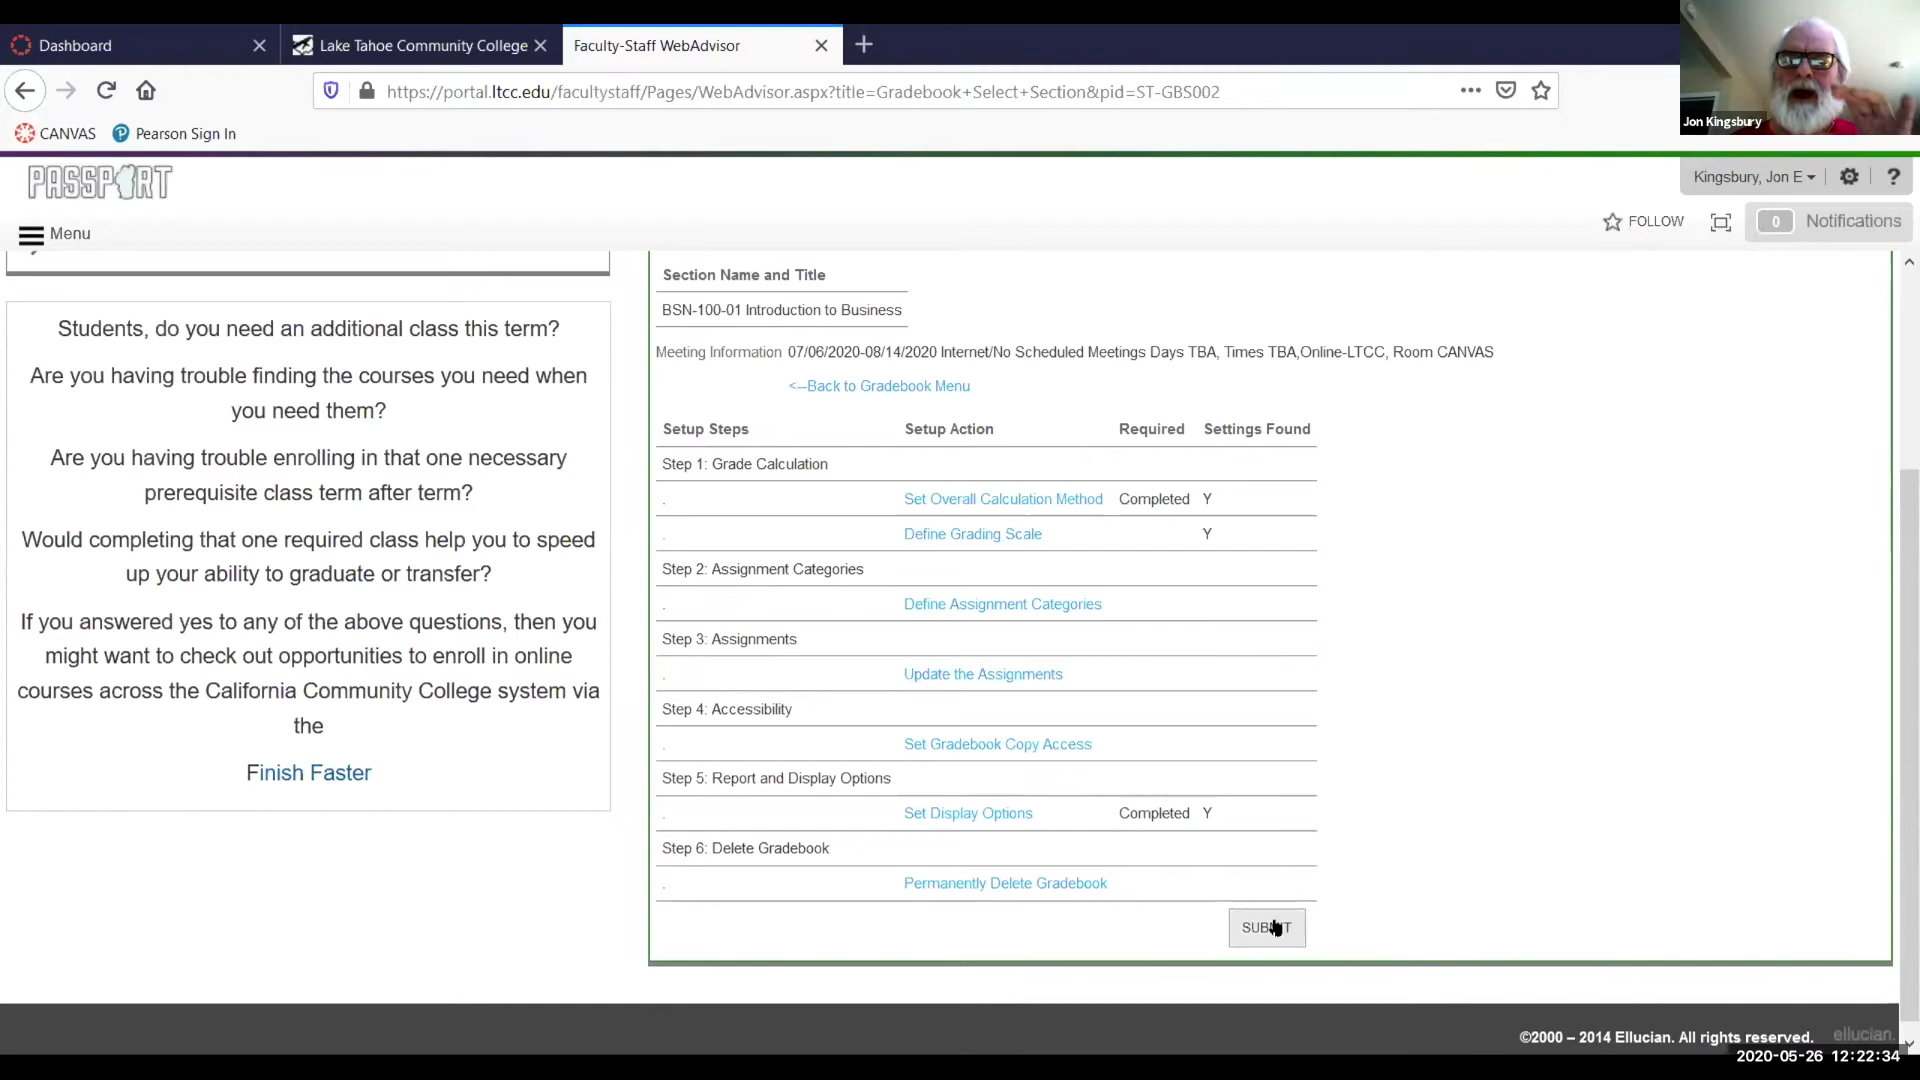 Dashboard
Lake Tahoe Community College
Faculty-Staff WebAdvisor
https://portal.ltcc.edu/facultystaff/Pages/WebAdvisor.aspx?title=Gradebook+Select+Section&pid=ST-GBS002
Jon Kingsbury
CANVAS
Pearson Sign In
PASSPORT
Kingsbury, Jon E
?
Menu
FOLLOW
0 Notifications
Section Name and Title
BSN-100-01 Introduction to Business
Meeting Information 07/06/2020-08/14/2020 Internet/No Scheduled Meetings Days TBA, Times TBA,Online-LTCC, Room CANVAS
<--Back to Gradebook Menu
Students, do you need an additional class this term?
Are you having trouble finding the courses you need when
you need them?
Are you having trouble enrolling in that one necessary
prerequisite class term after term?
Would completing that one required class help you to speed
up your ability to graduate or transfer?
If you answered yes to any of the above questions, then you
might want to check out opportunities to enroll in online
courses across the California Community College system via
the
Finish Faster
Setup Steps Setup Action Required Settings Found
Step 1: Grade Calculation
. Set Overall Calculation Method Completed Y
. Define Grading Scale Y
Step 2: Assignment Categories
. Define Assignment Categories
Step 3: Assignments
. Update the Assignments
Step 4: Accessibility
. Set Gradebook Copy Access
Step 5: Report and Display Options
. Set Display Options Completed Y
Step 6: Delete Gradebook
. Permanently Delete Gradebook
SUBMIT
©2000 – 2014 Ellucian. All rights reserved. ellucian.
2020-05-26 12:22:34